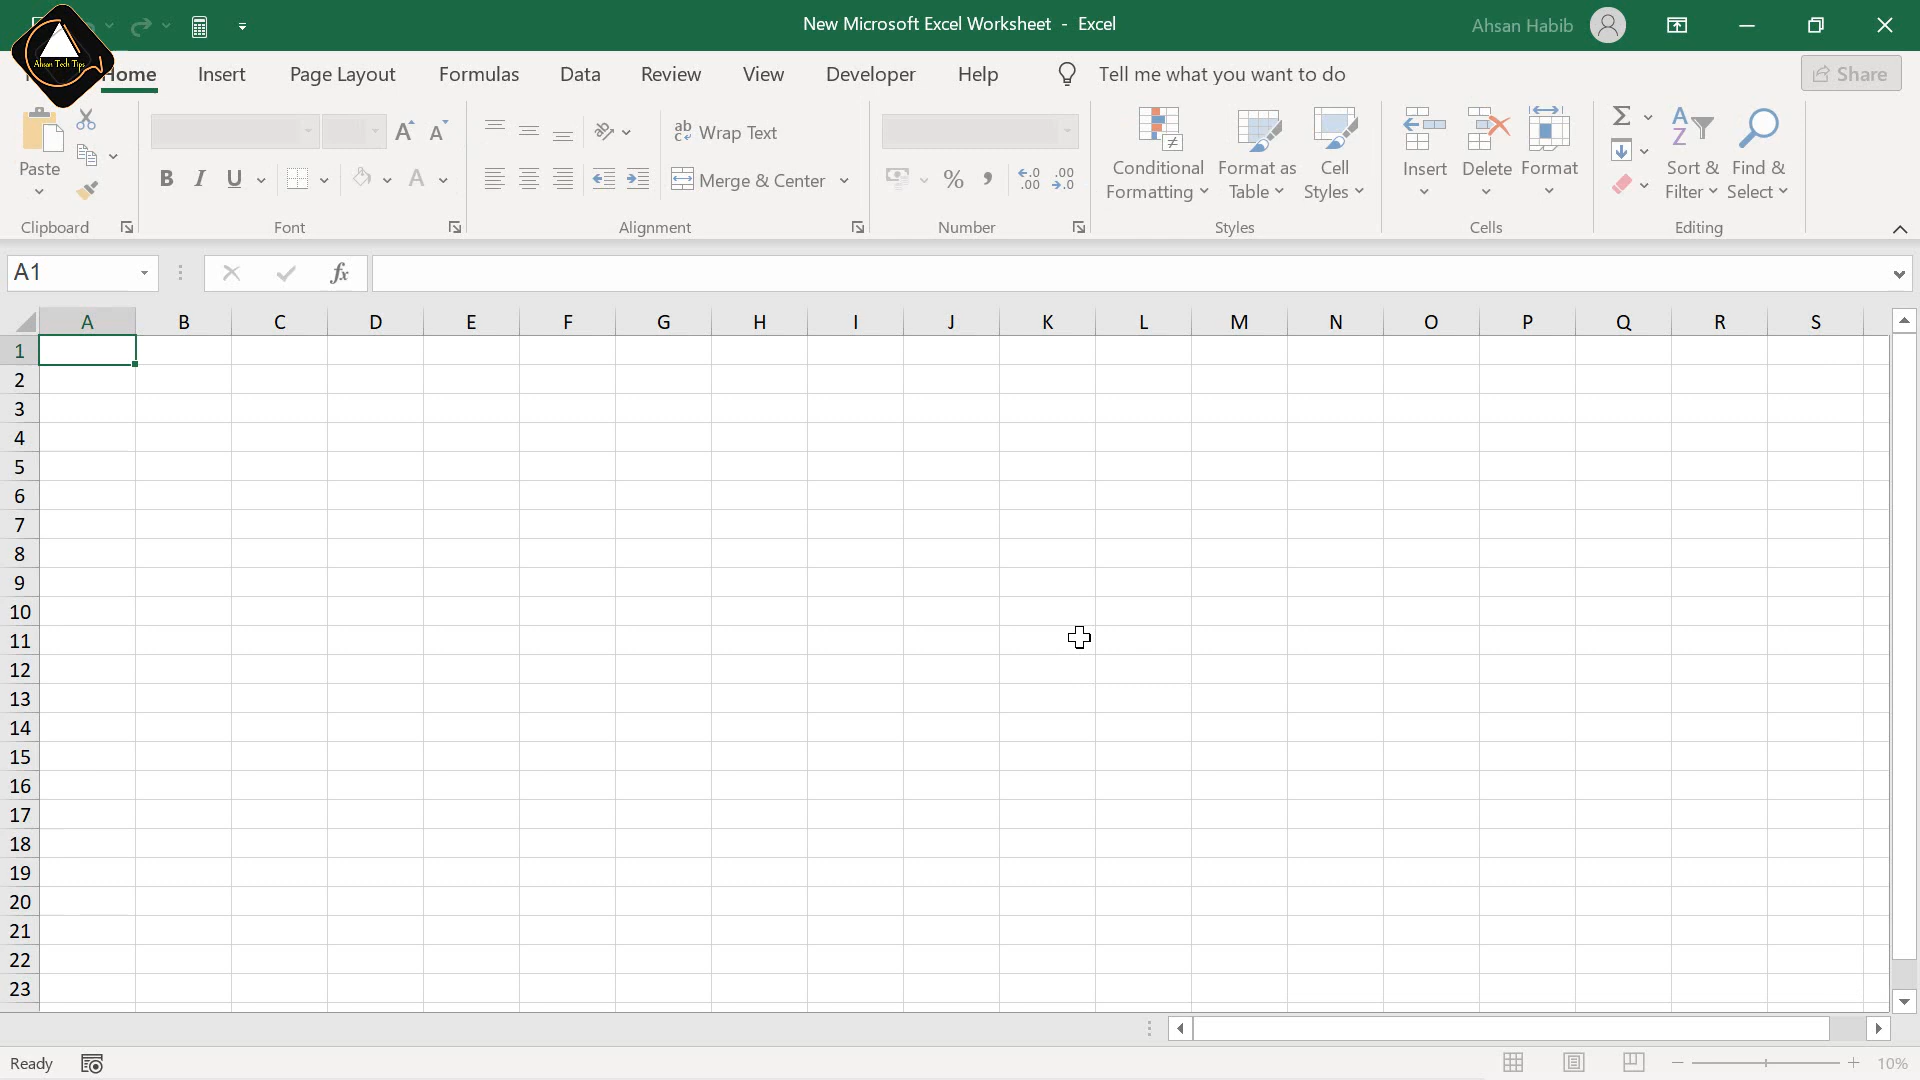 New Microsoft Excel Worksheet - Excel
Ahsan Habib
Ahsan Tech Tips
Home Insert Page Layout Formulas Data Review View Developer Help Tell me what you want to do Share
Paste
Clipboard
B I U A
Font
ab Wrap Text
Merge & Center
Alignment
% ,
Number
Conditional Formatting
Format as Table
Cell Styles
Styles
Insert Delete Format
Cells
Σ
Sort & Filter
Find & Select
Editing
A1 fx
A B C D E F G H I J K L M N O P Q R S
1
2
3
4
5
6
7
8
9
10
11
12
13
14
15
16
17
18
19
20
21
22
23
Ready 10%